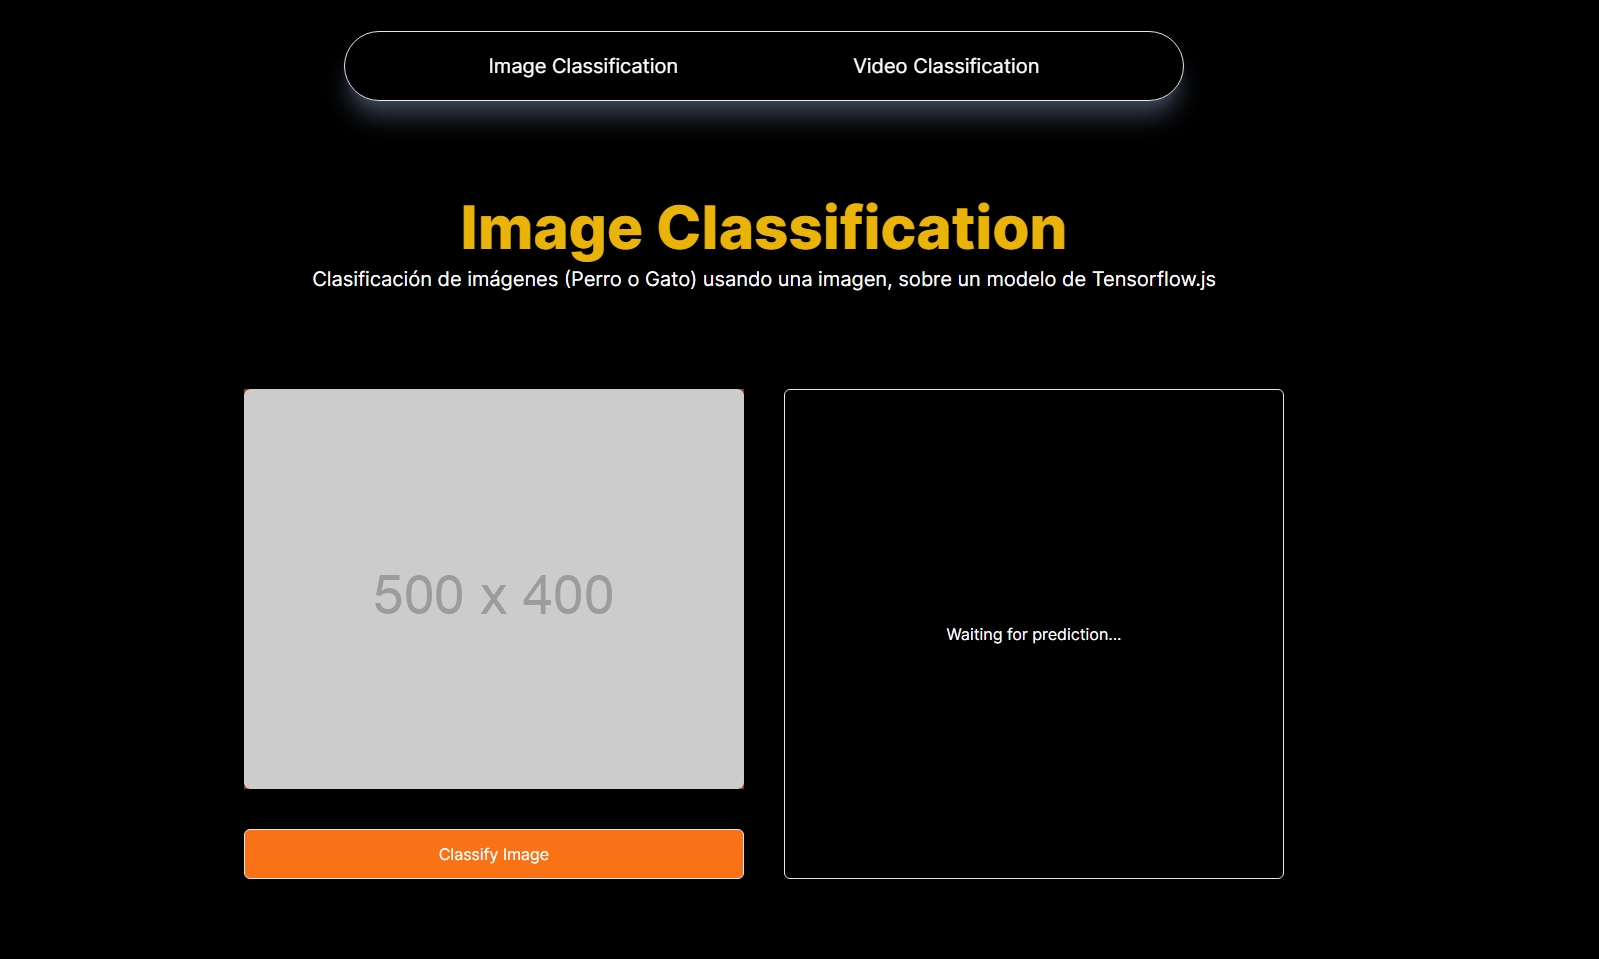 Image Classification
Video Classification
Image Classification
Clasificación de imágenes (Perro o Gato) usando una imagen, sobre un modelo de Tensorflow.js
500 x 400
Waiting for prediction...
Classify Image